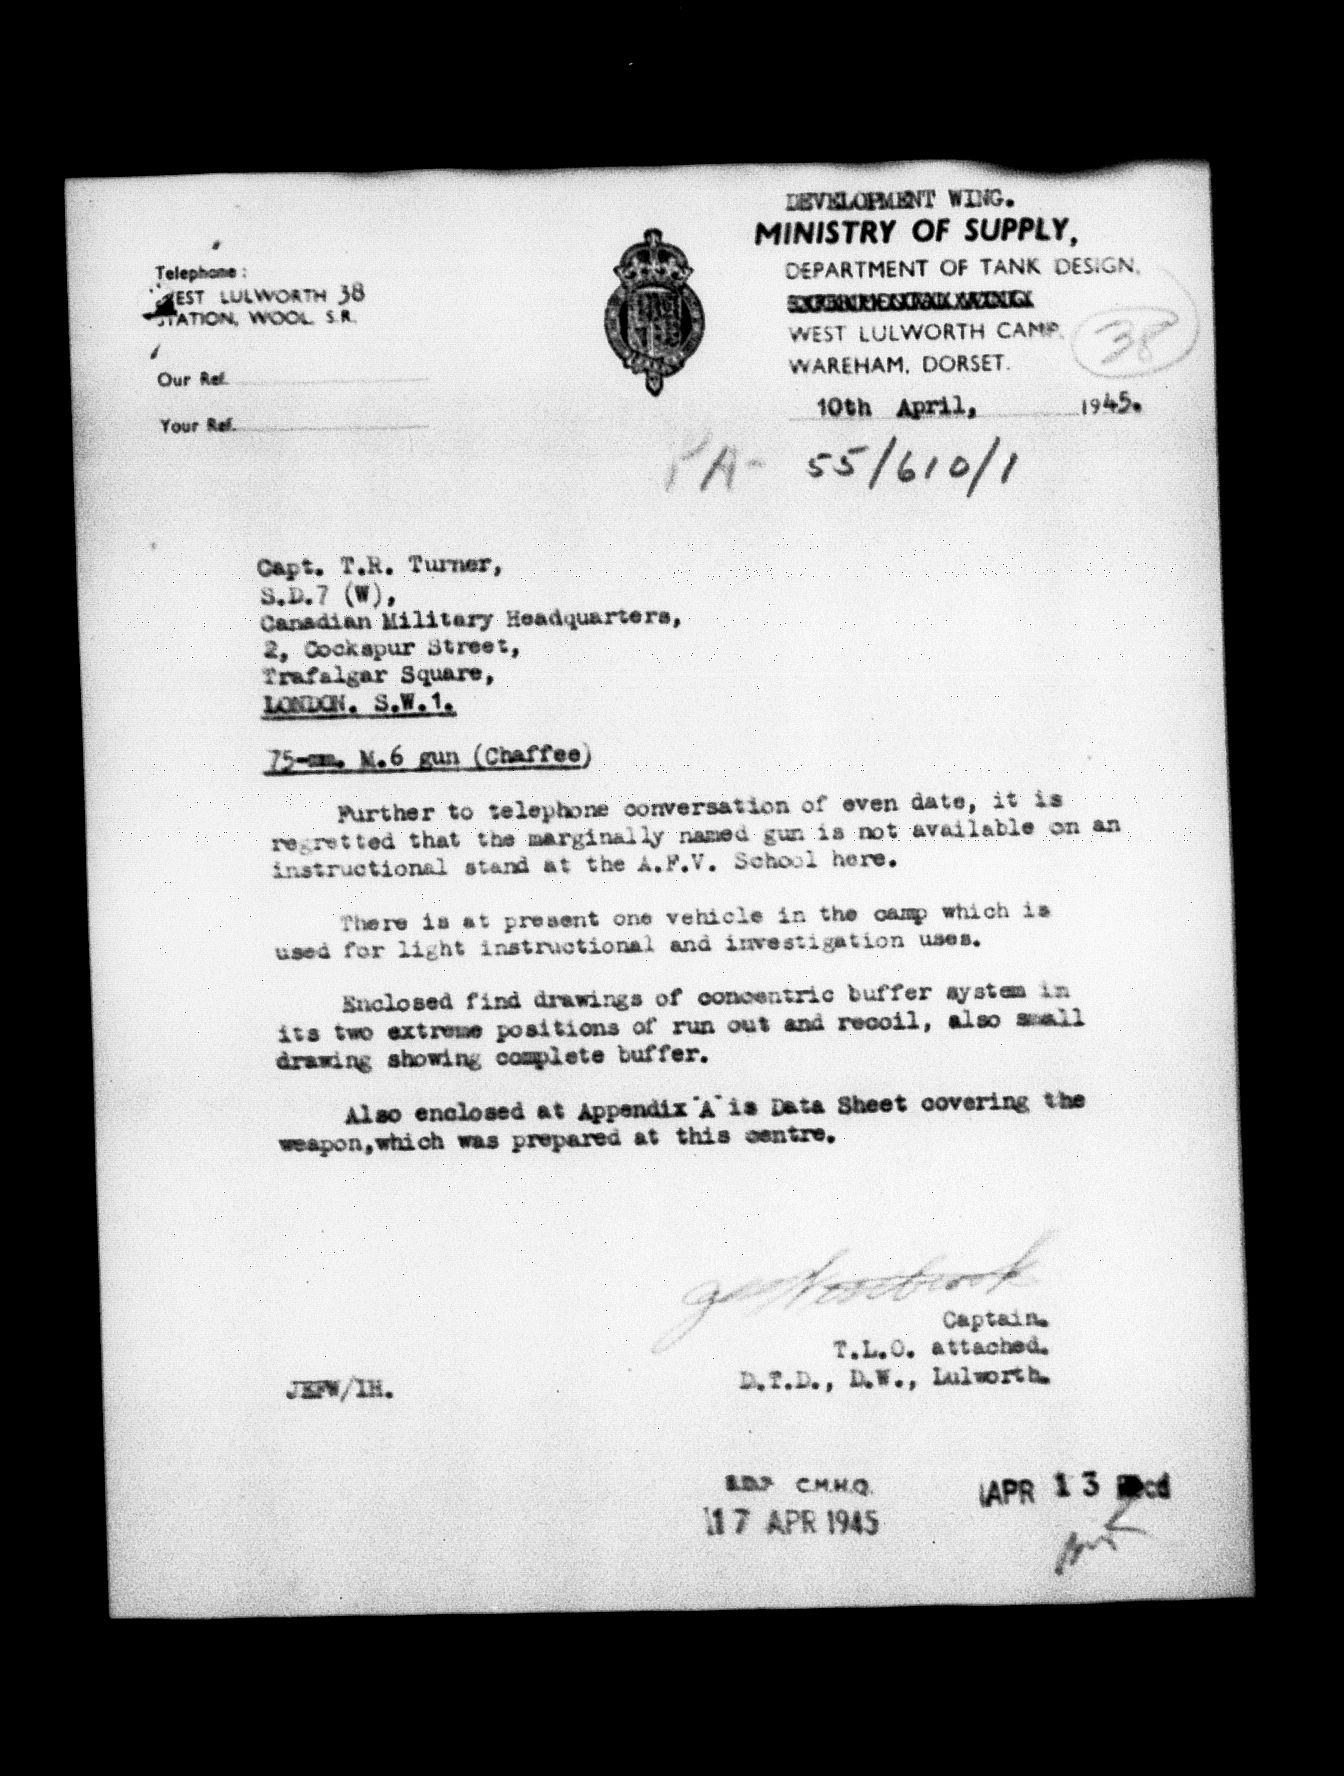 DEVELOPMENT WING.
MINISTRY OF SUPPLY,
DEPARTMENT OF TANK DESIGN,
WEST LULWORTH CAMP,
WAREHAM, DORSET.
10th April, 1945.
Telephone:
WEST LULWORTH 38
STATION, WOOL. S.R.
Our Ref.
Your Ref.
38
PA- 55/610/1
Capt. T.R. Turner,
S.D.7 (W),
Canadian Military Headquarters,
2, Cockspur Street,
Trafalgar Square,
LONDON. S.W.1.
75-mm. M.6 gun (Chaffee)
Further to telephone conversation of even date, it is
regretted that the marginally named gun is not available on an
instructional stand at the A.F.V. School here.
There is at present one vehicle in the camp which is
used for light instructional and investigation uses.
Enclosed find drawings of concentric buffer system in
its two extreme positions of run out and recoil, also small
drawing showing complete buffer.
Also enclosed at Appendix "A" is Data Sheet covering the
weapon,which was prepared at this centre.
Captain.
T.L.O. attached.
D.T.D., D.W., Lulworth.
JEFW/IH.
C.M.H.Q.
17 APR 1945
APR 13 Recd